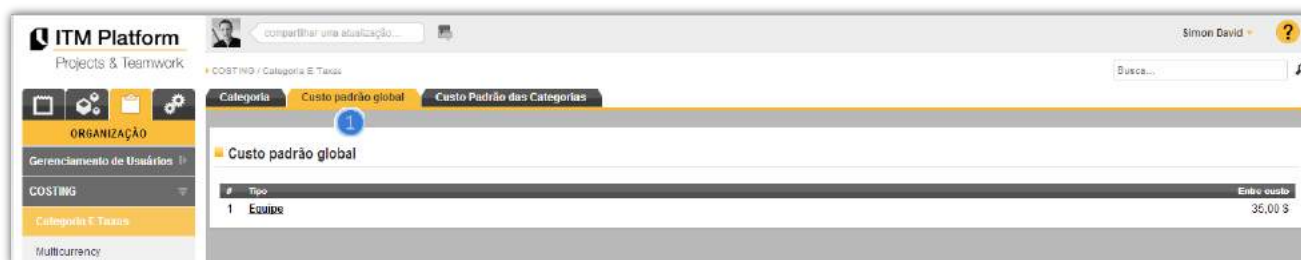 ITM Platform
Projects & Teamwork
compartilhar uma atualização...
Simon David
?
COSTING / Categoria E Taxas
Busca...
Categoria
Custo padrão global
Custo Padrão das Categorias
1
ORGANIZAÇÃO
Gerenciamento de Usuários
COSTING
Categoria E Taxas
Multicurrency
Custo padrão global
# Tipo Entre custo
1 Equipe 35,00 $